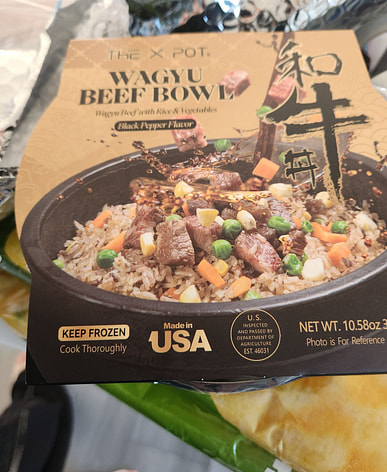 THE X POT®
WAGYU
BEEF BOWL
Wagyu Beef with Rice & Vegetables
Black Pepper Flavor
和牛丼
KEEP FROZEN
Cook Thoroughly
Made in
USA
U.S.
INSPECTED
AND PASSED BY
DEPARTMENT OF
AGRICULTURE
EST. 46031
NET WT. 10.58oz 3
Photo is For Reference